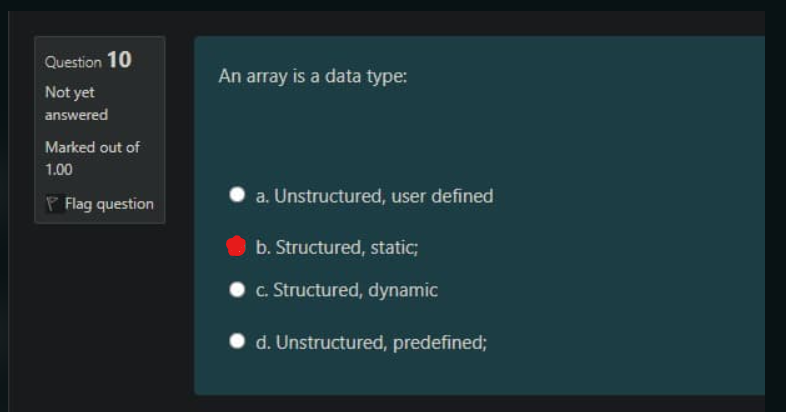 Question 10
Not yet
answered
Marked out of
1.00
Flag question
An array is a data type:
a. Unstructured, user defined
b. Structured, static;
c. Structured, dynamic
d. Unstructured, predefined;